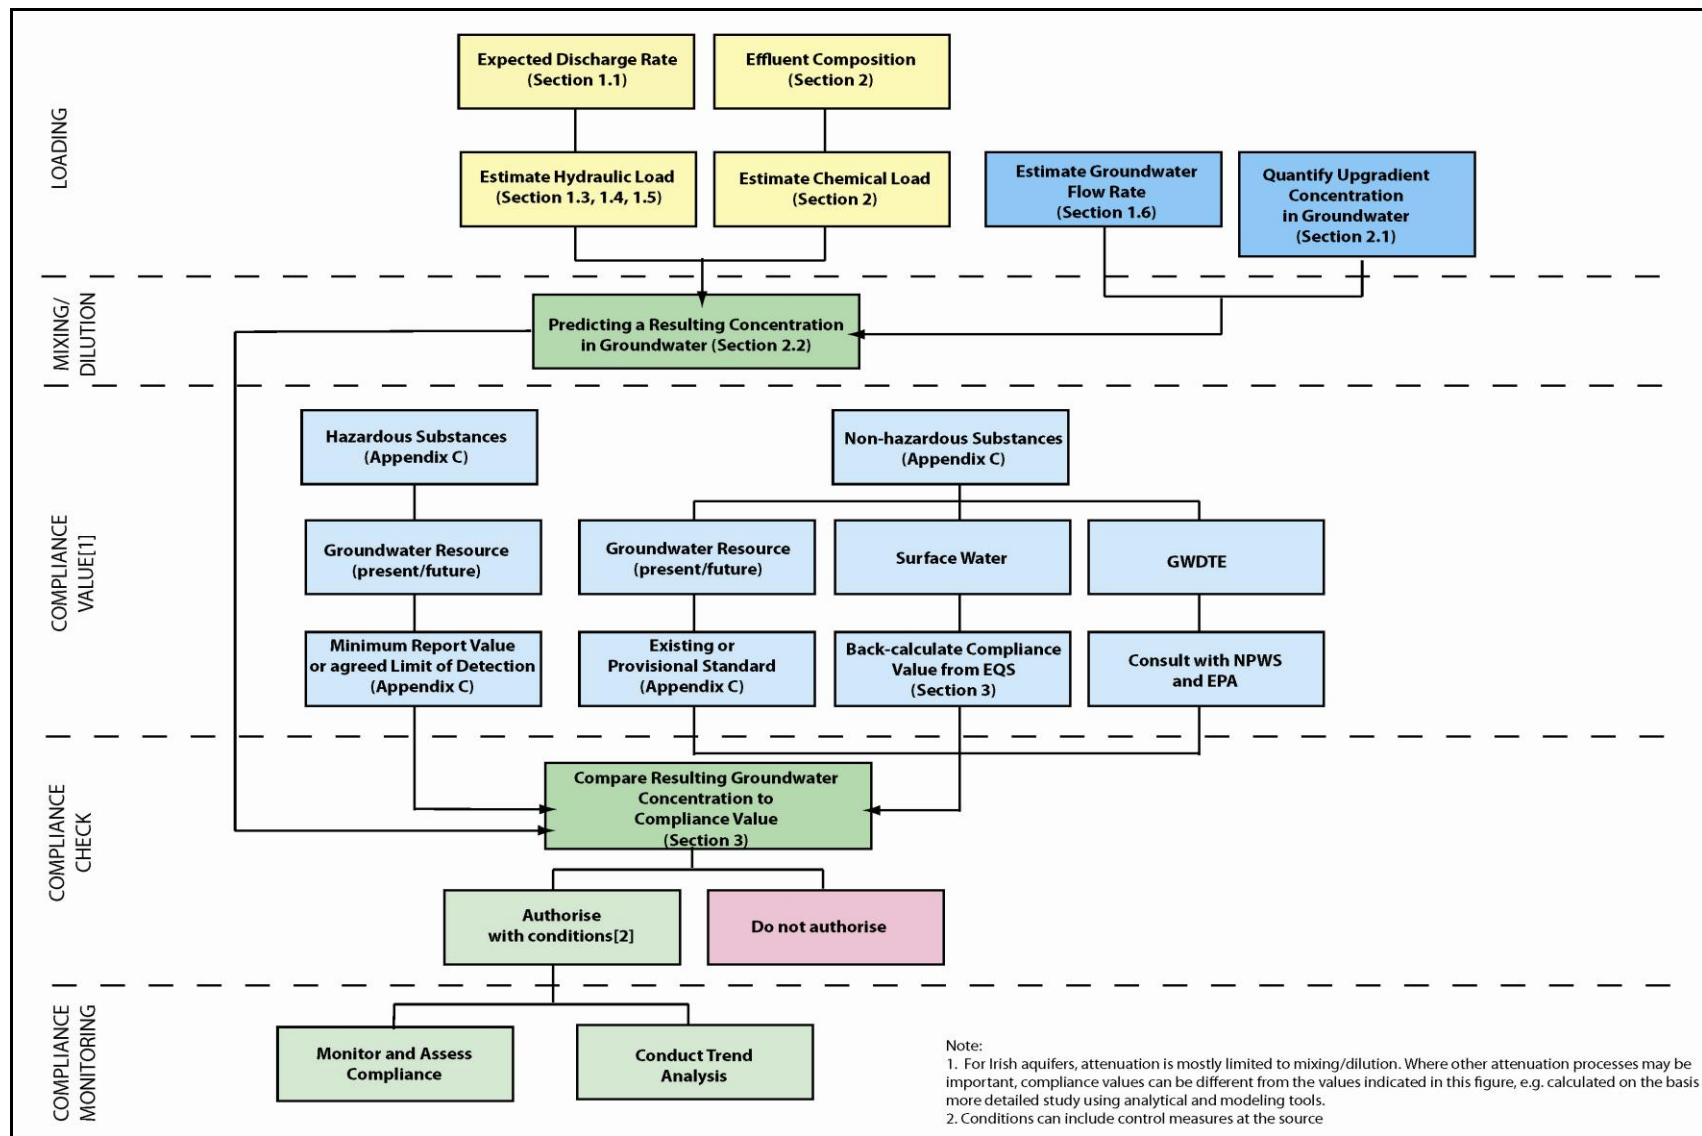 LOADING
Expected Discharge Rate
(Section 1.1)
Effluent Composition
(Section 2)
Estimate Hydraulic Load
(Section 1.3, 1.4, 1.5)
Estimate Chemical Load
(Section 2)
Estimate Groundwater
Flow Rate
(Section 1.6)
Quantify Upgradient
Concentration
in Groundwater
(Section 2.1)
MIXING/
DILUTION
Predicting a Resulting Concentration
in Groundwater (Section 2.2)
COMPLIANCE
VALUE[1]
Hazardous Substances
(Appendix C)
Non-hazardous Substances
(Appendix C)
Groundwater Resource
(present/future)
Groundwater Resource
(present/future)
Surface Water
GWDTE
Minimum Report Value
or agreed Limit of Detection
(Appendix C)
Existing or
Provisional Standard
(Appendix C)
Back-calculate Compliance
Value from EQS
(Section 3)
Consult with NPWS
and EPA
COMPLIANCE
CHECK
Compare Resulting Groundwater
Concentration to
Compliance Value
(Section 3)
Authorise
with conditions[2]
Do not authorise
COMPLIANCE
MONITORING
Monitor and Assess
Compliance
Conduct Trend
Analysis
Note:
1. For Irish aquifers, attenuation is mostly limited to mixing/dilution. Where other attenuation processes may be
important, compliance values can be different from the values indicated in this figure, e.g. calculated on the basis
more detailed study using analytical and modeling tools.
2. Conditions can include control measures at the source